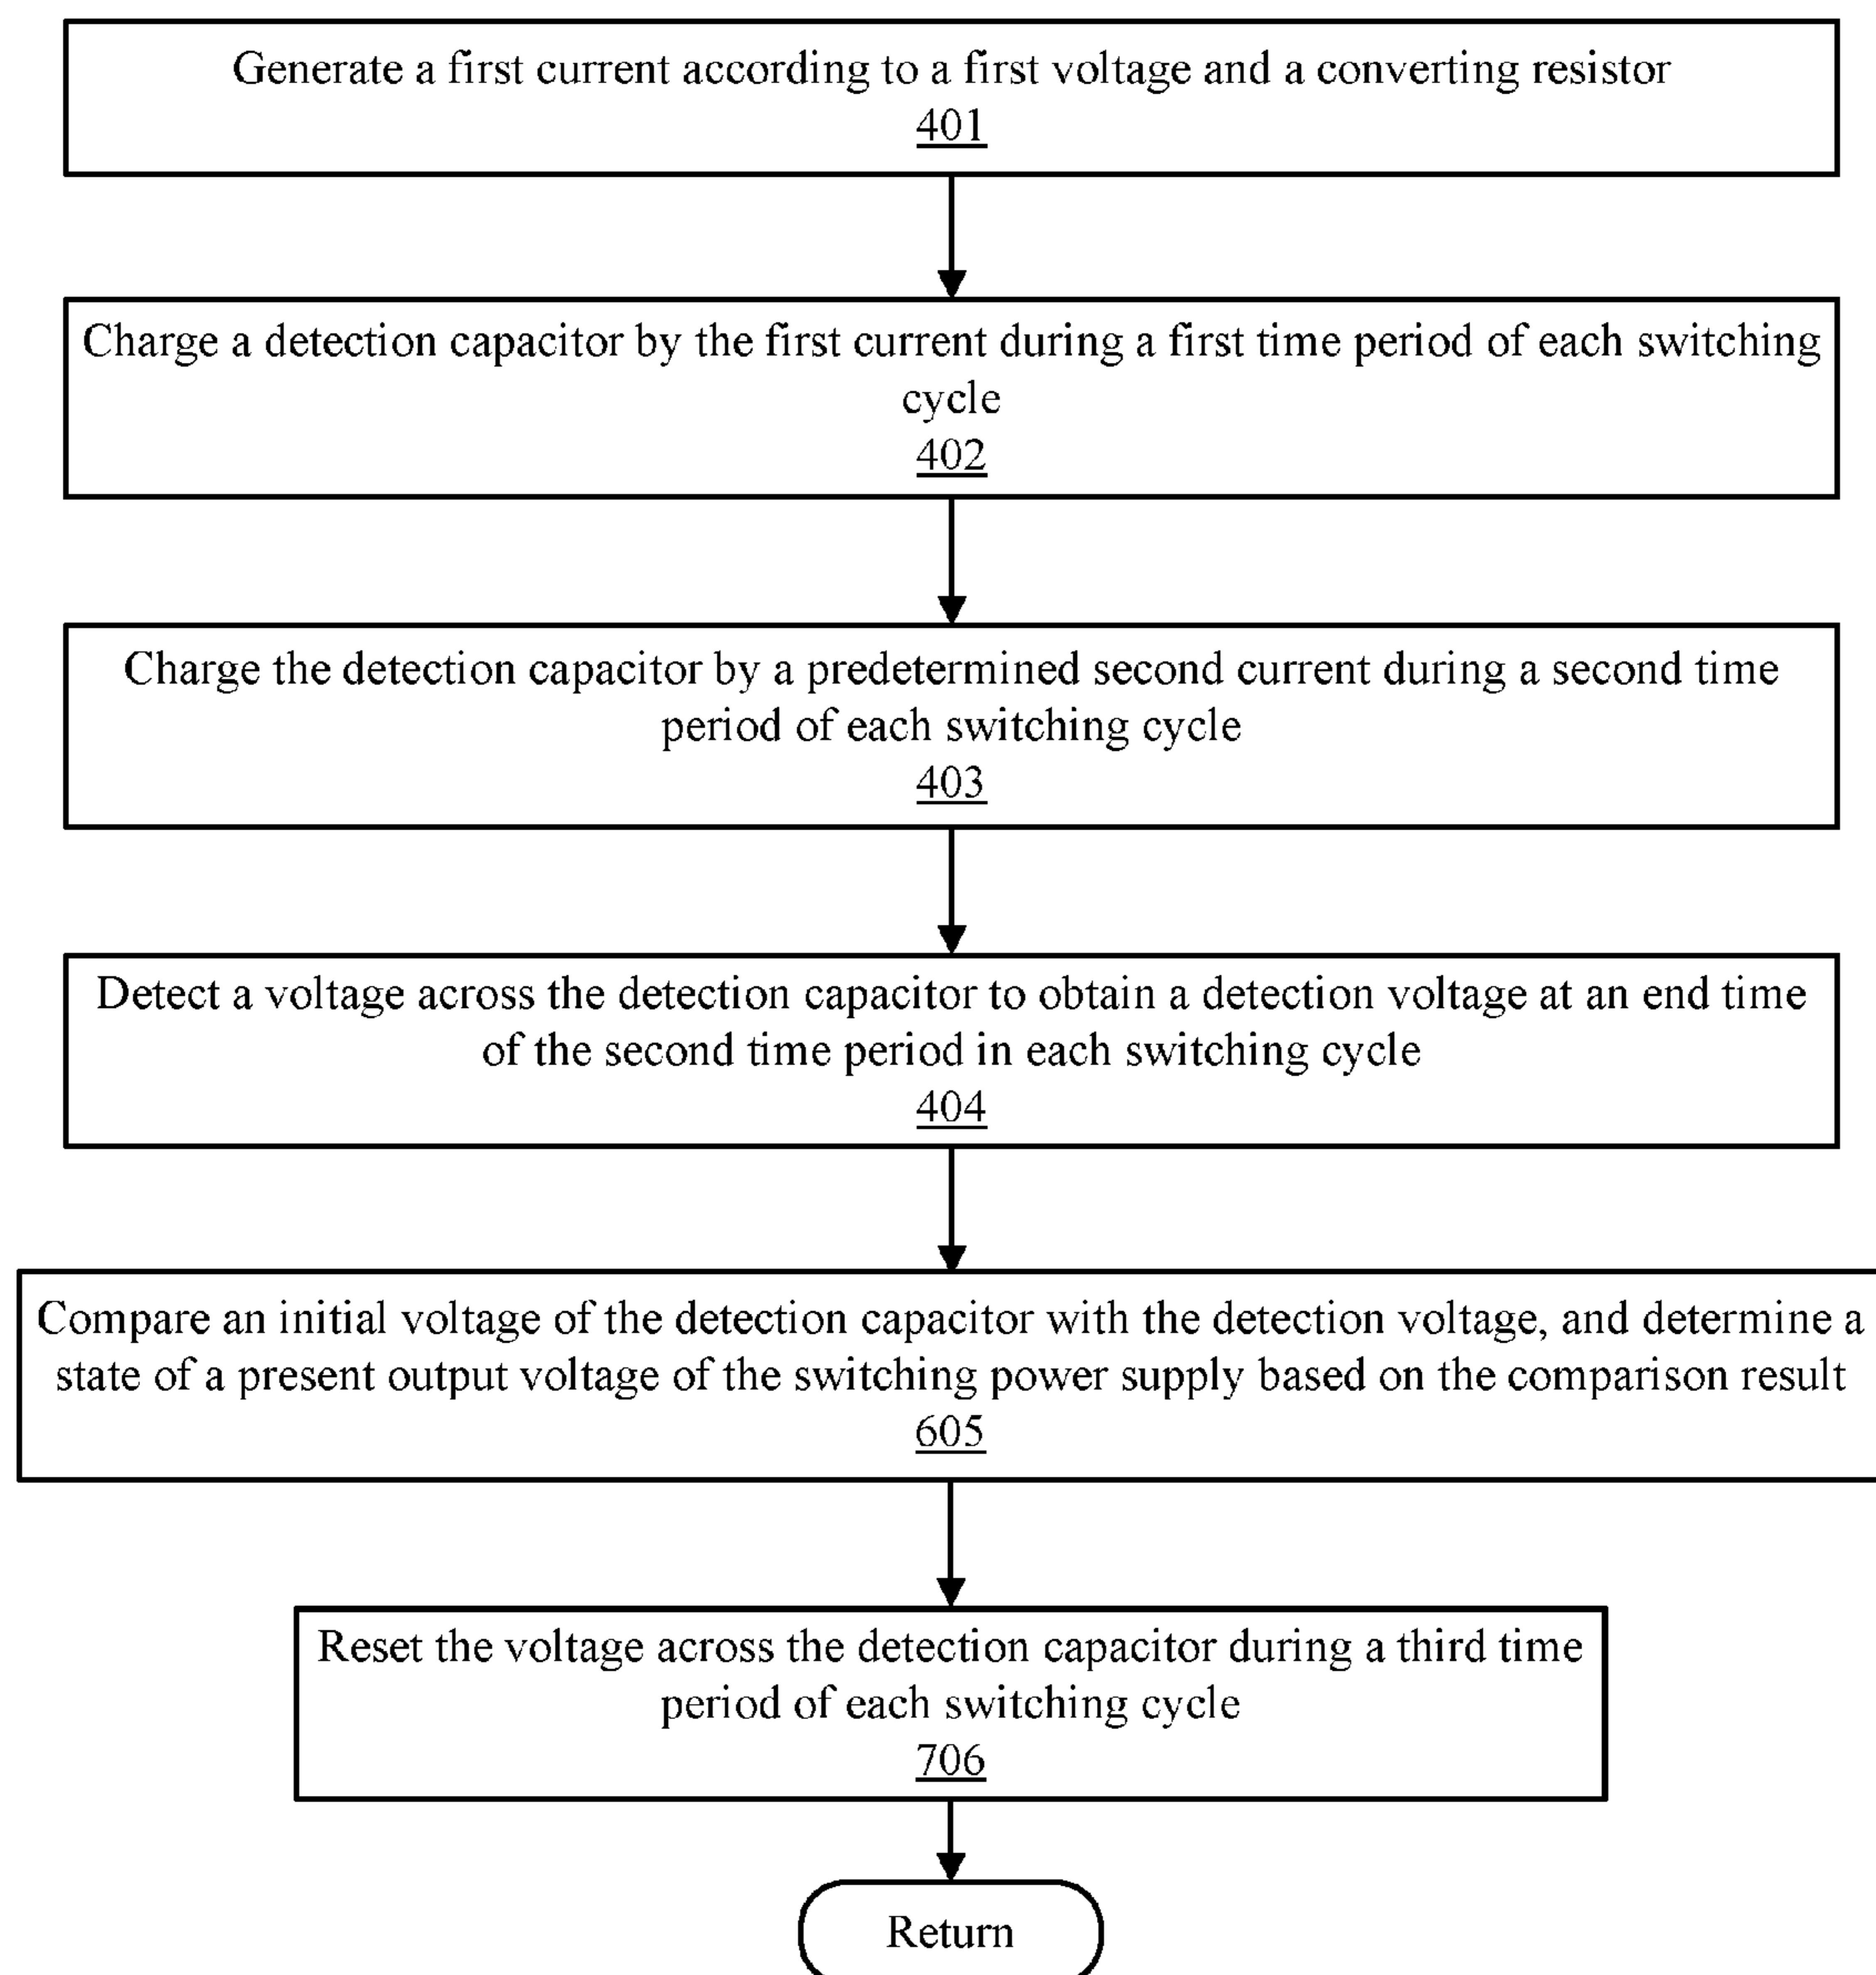 Generate a first current according to a first voltage and a converting resistor
401
Charge a detection capacitor by the first current during a first time period of each switching
cycle
402
Charge the detection capacitor by a predetermined second current during a second time
period of each switching cycle
403
Detect a voltage across the detection capacitor to obtain a detection voltage at an end time
of the second time period in each switching cycle
404
Compare an initial voltage of the detection capacitor with the detection voltage, and determine a
state of a present output voltage of the switching power supply based on the comparison result
605
Reset the voltage across the detection capacitor during a third time
period of each switching cycle
706
Return